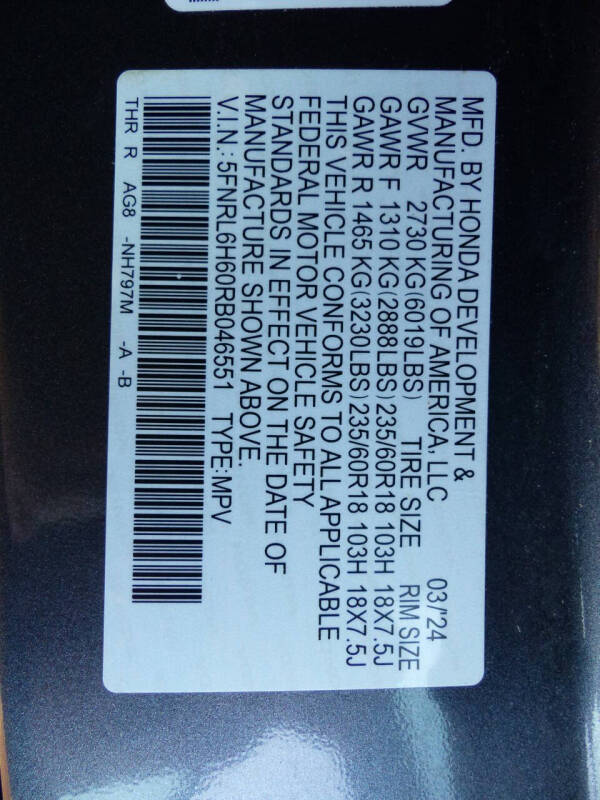 MFD. BY HONDA DEVELOPMENT &
MANUFACTURING OF AMERICA, LLC 03/'24
GVWR 2730 KG(6019LBS) TIRE SIZE RIM SIZE
GAWR F 1310 KG(2888LBS)235/60R18 103H 18X7.5J
GAWR R 1465 KG(3230LBS)235/60R18 103H 18X7.5J
THIS VEHICLE CONFORMS TO ALL APPLICABLE
FEDERAL MOTOR VEHICLE SAFETY
STANDARDS IN EFFECT ON THE DATE OF
MANUFACTURE SHOWN ABOVE.
V.I.N.: 5FNRL6H60RB046551 TYPE:MPV
THR R AG8 -NH797M -A -B